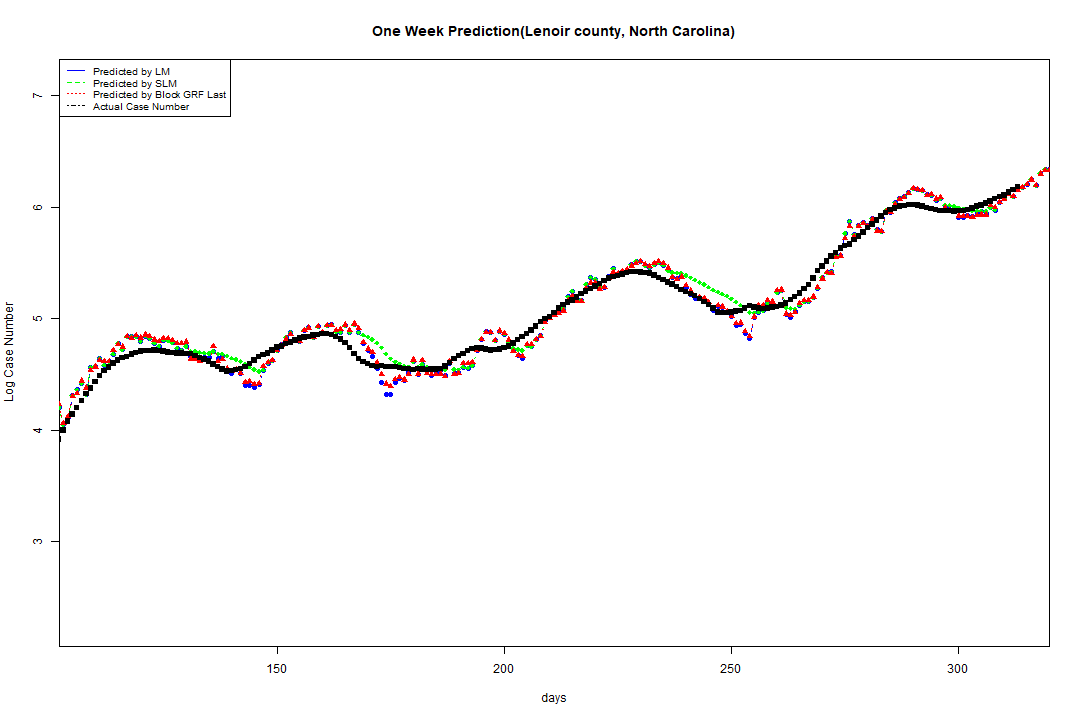 One Week Prediction(Lenoir county, North Carolina)
Predicted by LM
Predicted by SLM
Predicted by Block GRF Last
Actual Case Number
7
6
5
4
3
Log Case Number
150
200
250
300
days